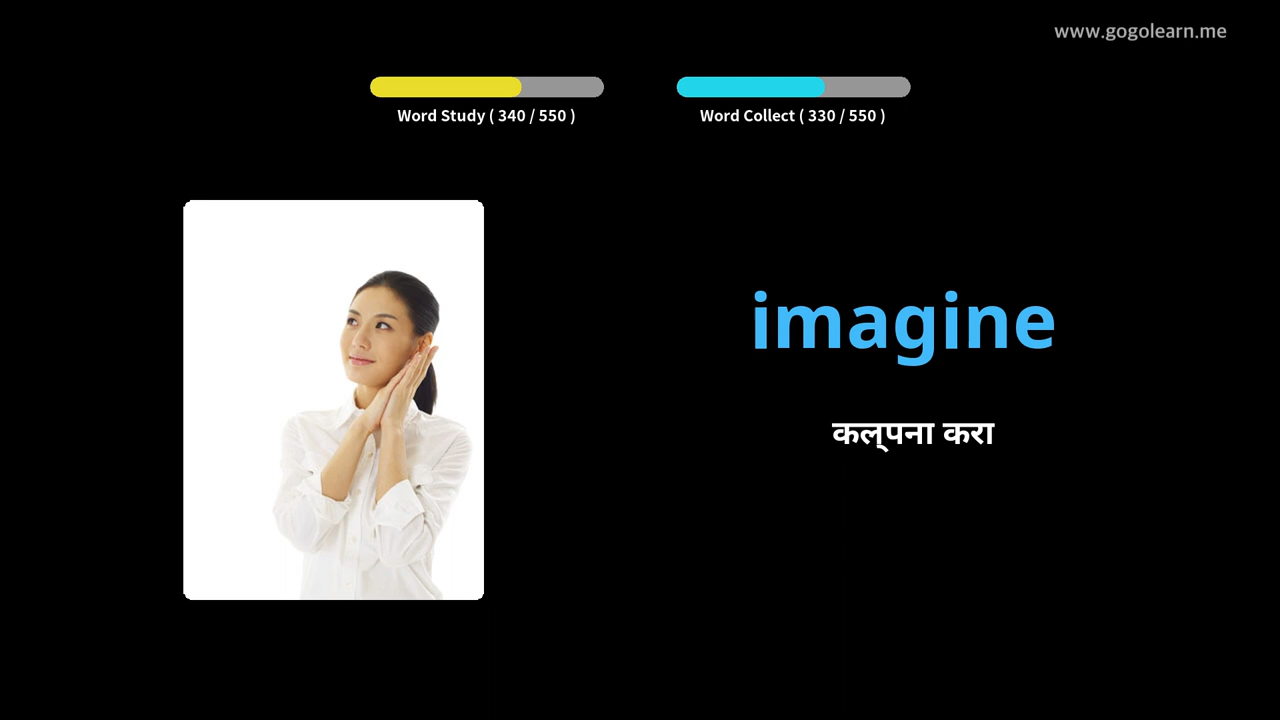 www.gogolearn.me
Word Study ( 340 / 550 )
Word Collect ( 330 / 550 )
imagine
कल्पना करा